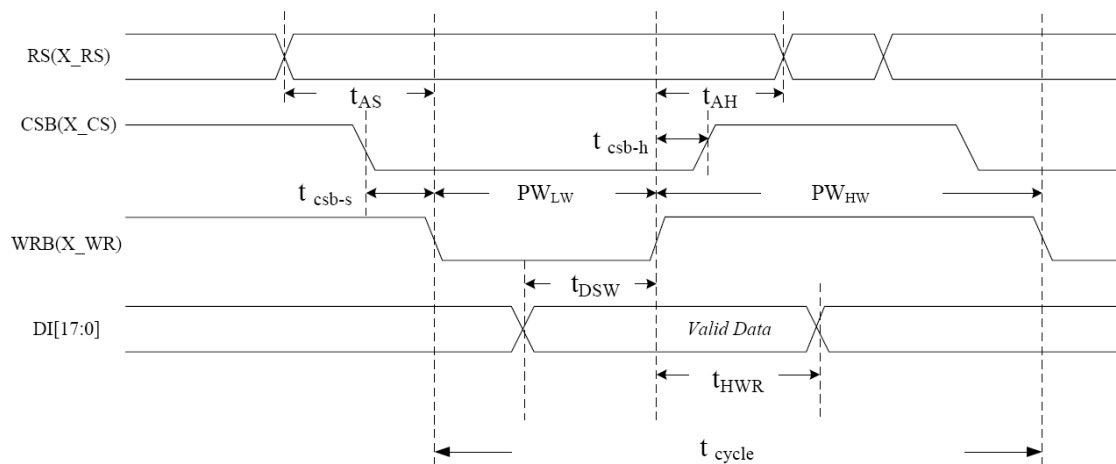 RS(X_RS)
tAS
tAH
CSB(X_CS)
t csb-h
t csb-s
PWLW
PWHW
WRB(X_WR)
tDSW
DI[17:0]
Valid Data
tHWR
t cycle